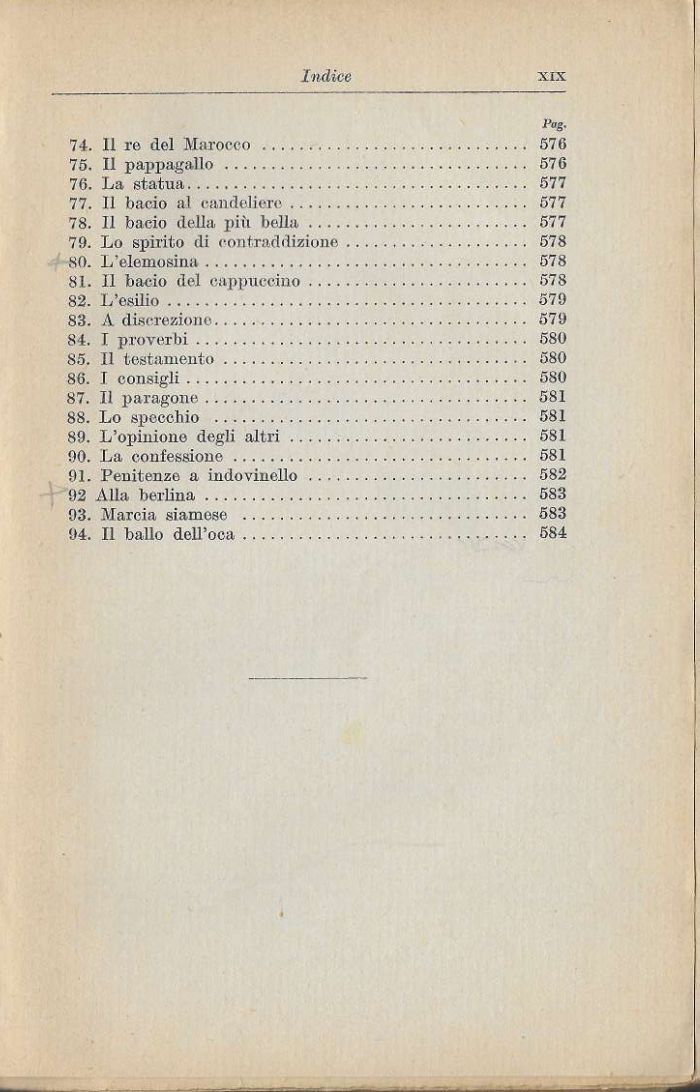 Indice XIX
Pag.
74. Il re del Marocco .............................. 576
75. Il pappagallo .............................. 576
76. La statua.............................. 577
77. Il bacio al candeliere .............................. 577
78. Il bacio della più bella .............................. 577
79. Lo spirito di contraddizione .............................. 578
80. L'elemosina .............................. 578
81. Il bacio del cappuccino .............................. 578
82. L'esilio .............................. 579
83. A discrezione.............................. 579
84. I proverbi .............................. 580
85. Il testamento .............................. 580
86. I consigli .............................. 580
87. Il paragone .............................. 581
88. Lo specchio .............................. 581
89. L'opinione degli altri .............................. 581
90. La confessione .............................. 581
91. Penitenze a indovinello .............................. 582
92 Alla berlina .............................. 583
93. Marcia siamese .............................. 583
94. Il ballo dell'oca .............................. 584